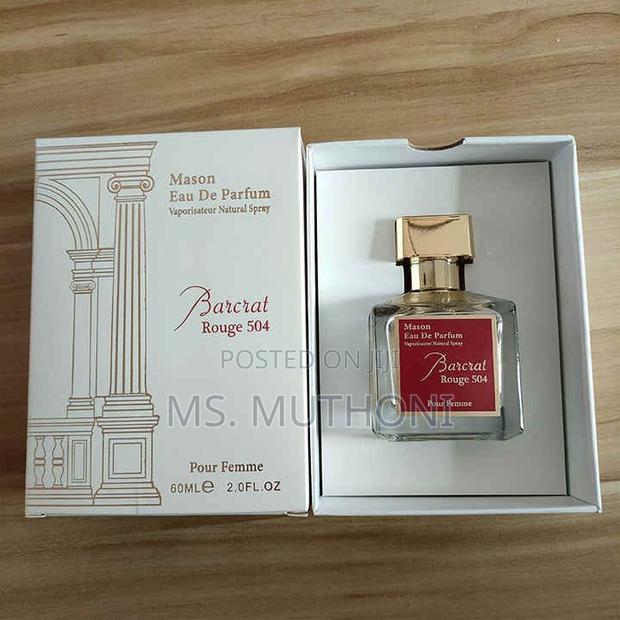 Mason
Eau De Parfum
Vaporisateur Natural Spray
Barcrat
Rouge 504
Pour Femme
60MLe 2.0FL.OZ
Mason
Eau De Parfum
Vaporisateur Natural Spray
Barcrat
Rouge 504
Pour Femme
POSTED ON JIJI
MS. MUTHONI